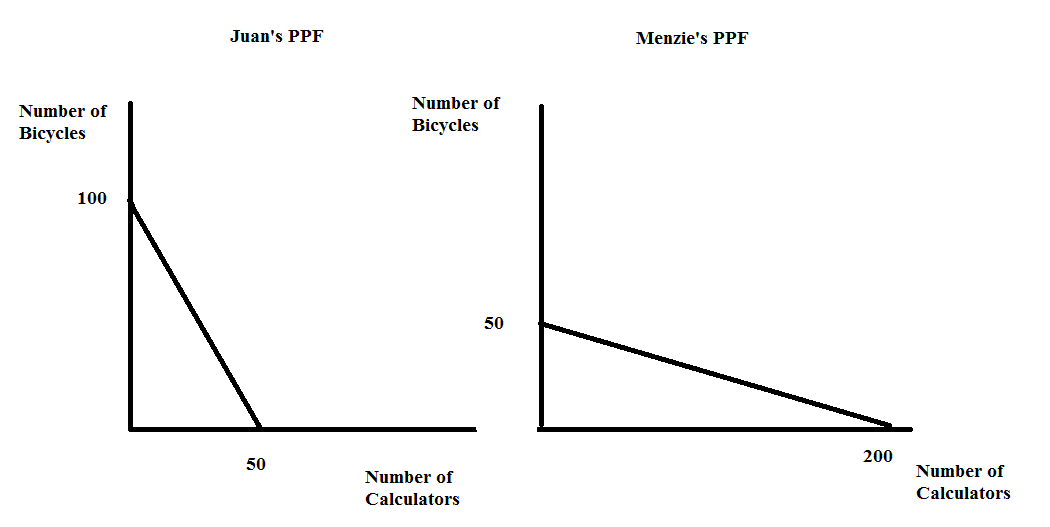 Juan's PPF
Number of
Bicycles
100
50
Number of
Calculators
Menzie's PPF
Number of
Bicycles
50
200
Number of
Calculators